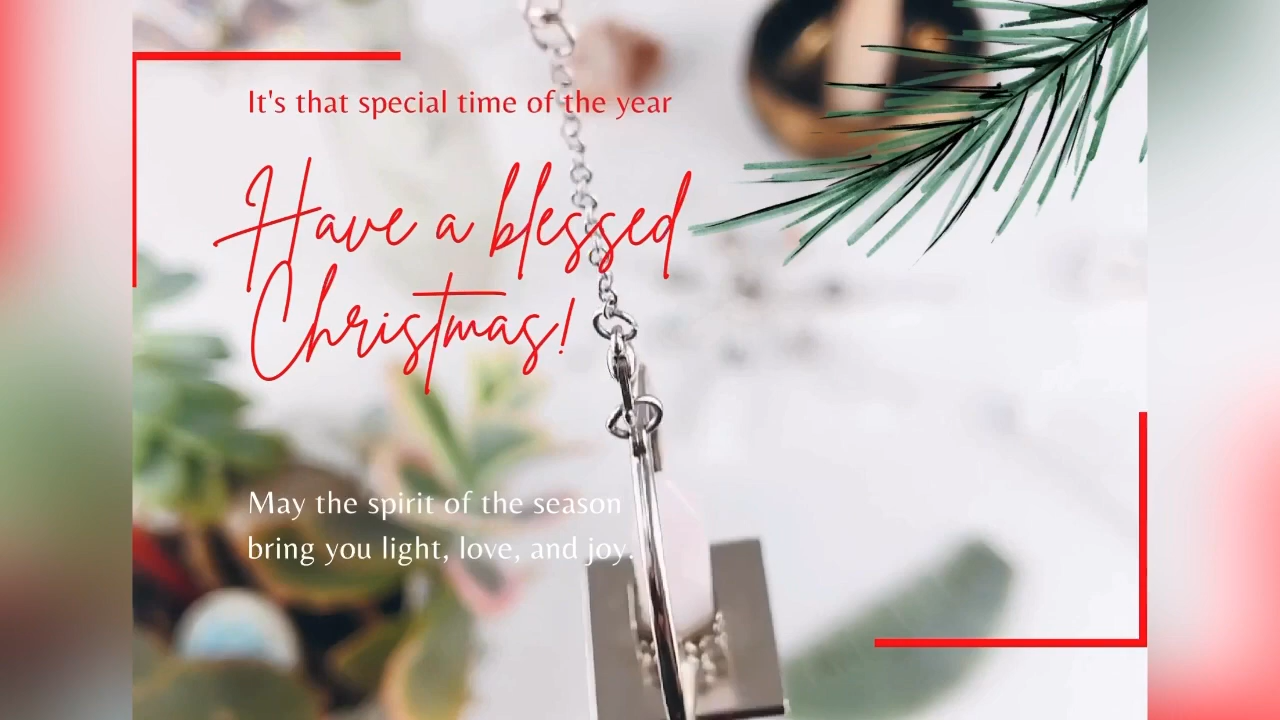 It's that special time of the year
Have a blessed
Christmas!
May the spirit of the season
bring you light, love, and joy.